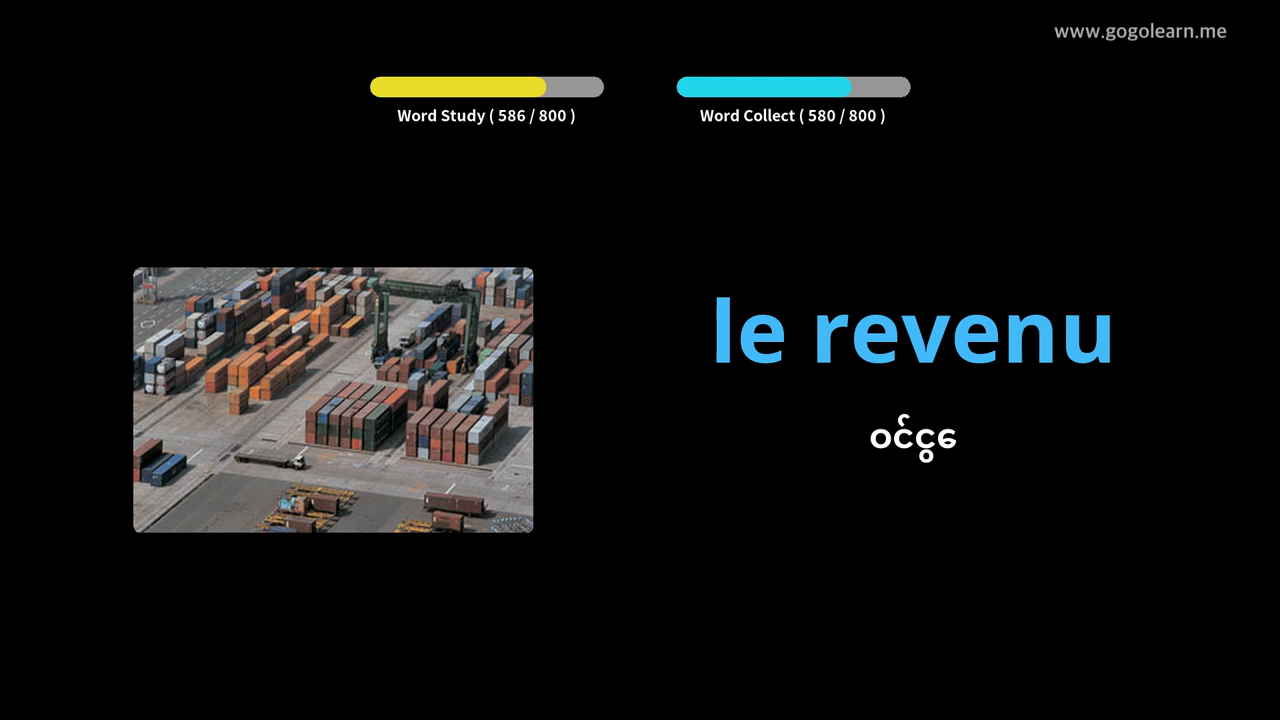 www.gogolearn.me
Word Study ( 586 / 800 )
Word Collect ( 580 / 800 )
le revenu
ဝင်ငွေ